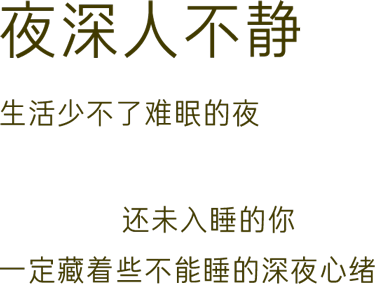 夜深人不静
生活少不了难眠的夜
还未入睡的你
一定藏着些不能睡的深夜心绪